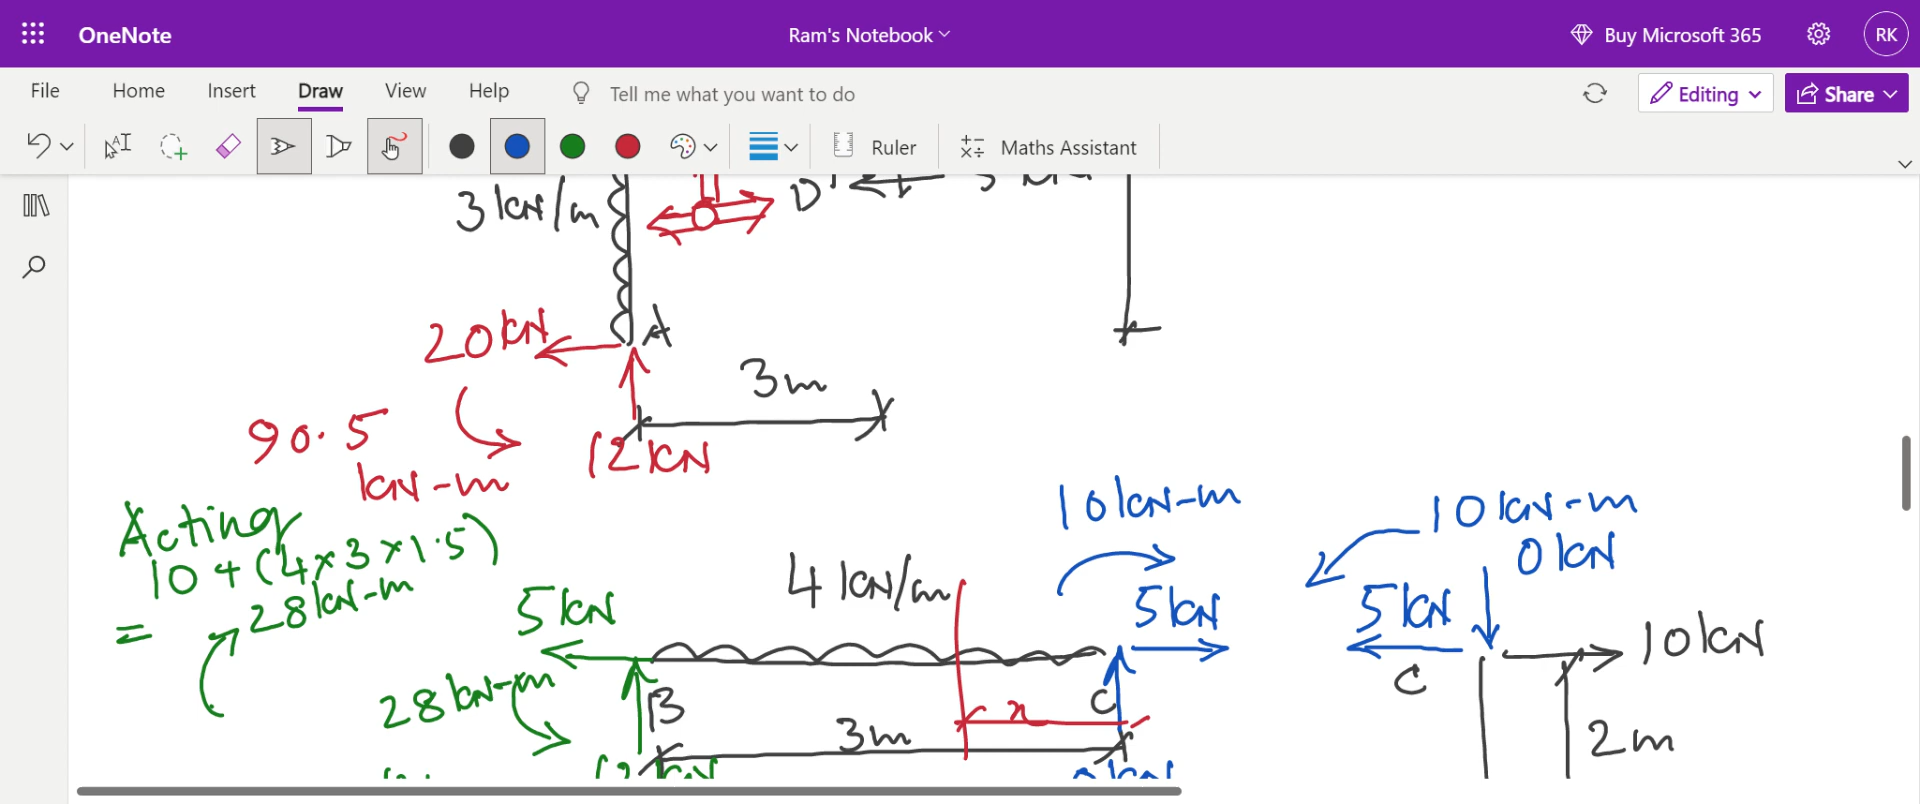 OneNote
Ram's Notebook
Buy Microsoft 365
RK
File Home Insert Draw View Help
Tell me what you want to do
Editing
Share
Ruler
Maths Assistant
3 kN/m
D
A
20 kN
3m
90.5
kN-m
12 kN
Acting
10 + (4×3×1.5)
= 28 kN-m
10 kN-m
10 kN-m
0 kN
4 kN/m
5 kN
5 kN
5 kN
10 kN
C
28 kN-m
B
C
x
3m
2m
12 kN